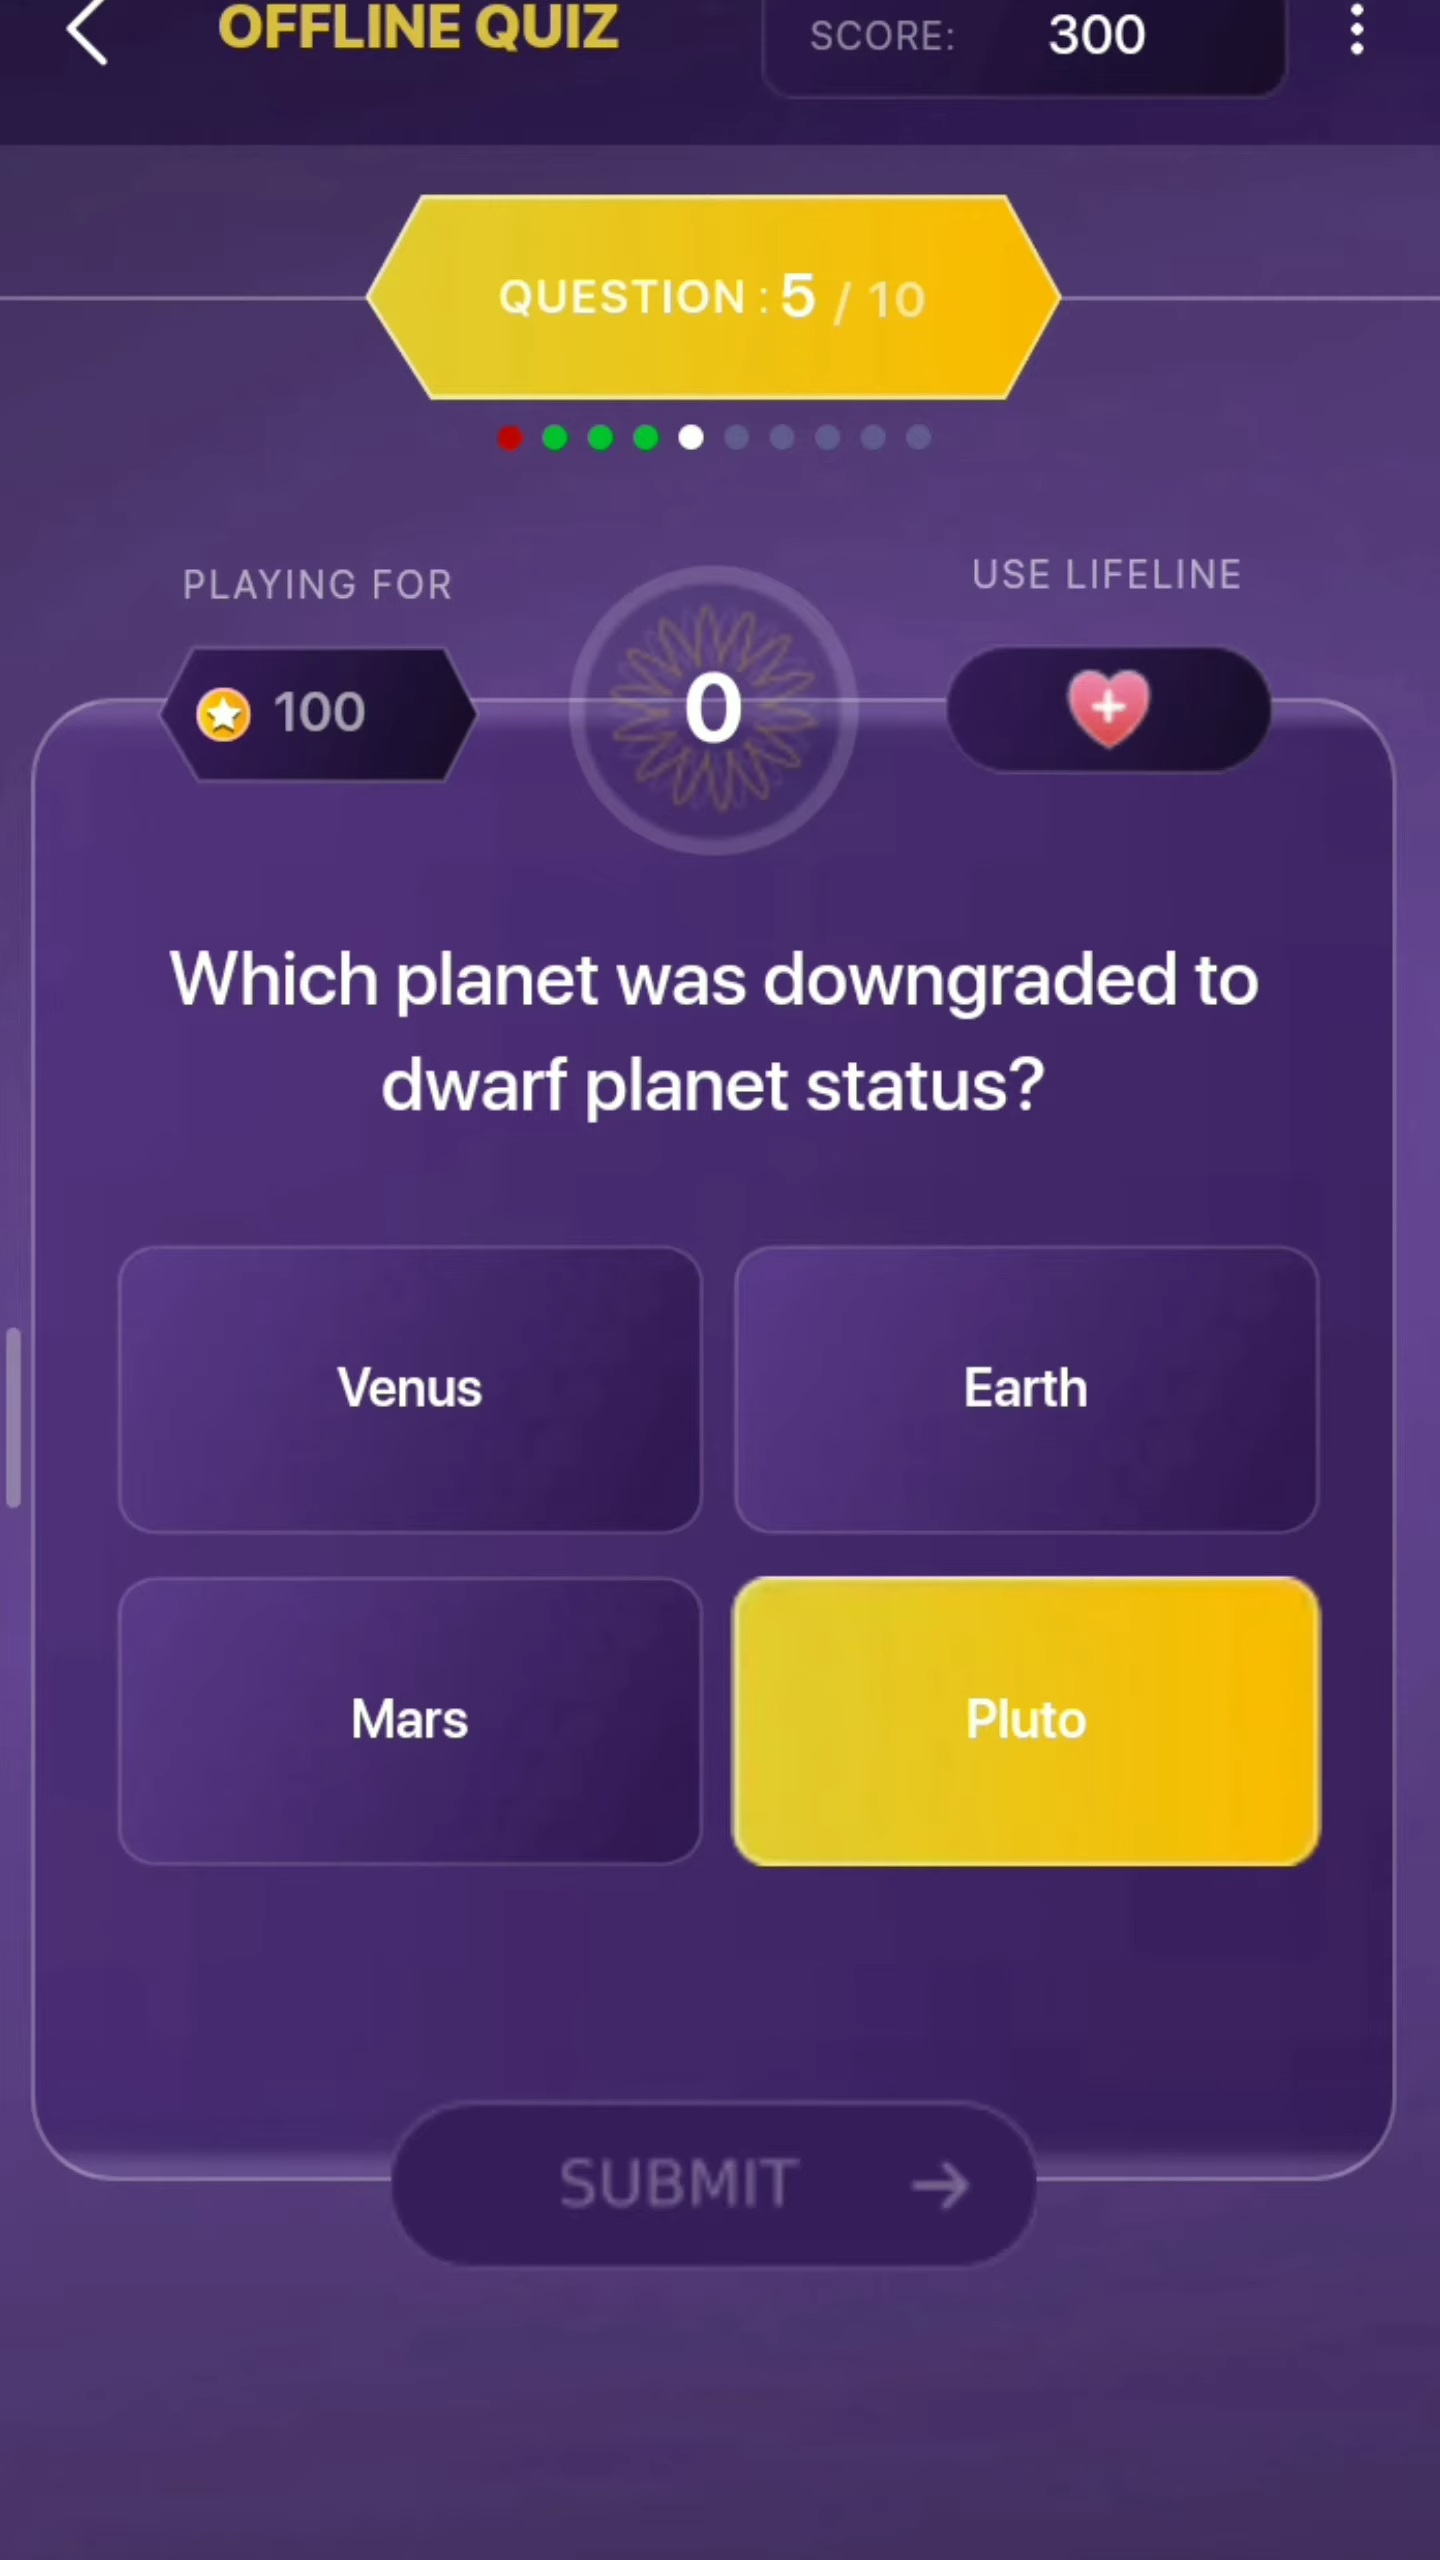 OFFLINE QUIZ
SCORE: 300
QUESTION : 5 / 10
PLAYING FOR
USE LIFELINE
100
0
Which planet was downgraded to
dwarf planet status?
Venus
Earth
Mars
Pluto
SUBMIT